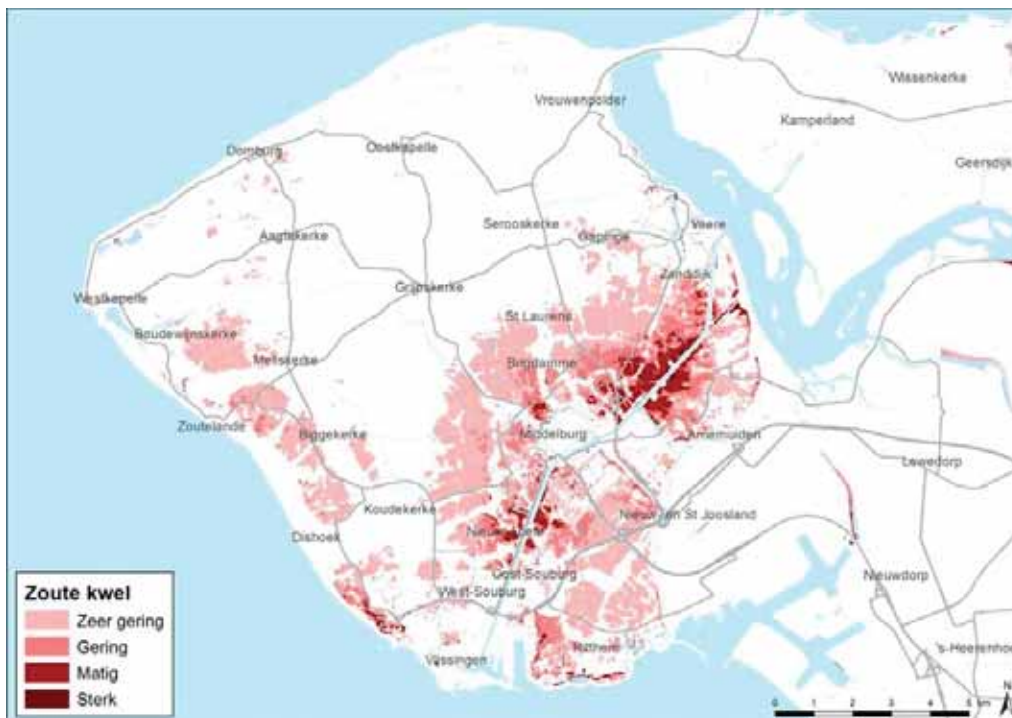 Wissenkerke
Vrouwenpolder
Kamperland
Domburg
Oostkapelle
Geersdijk
Serooskerke
Veere
Aagtekerke
Gapinge
Zanddijk
Grijpskerke
Westkapelle
St Laurens
Boudewijnskerke
Meliskerke
Brigdamme
Zoutelande
Biggekerke
Middelburg
Arnemuiden
Lewedorp
Koudekerke
Nieuw en St Joosland
Dishoek
Oost-Souburg
West-Souburg
Nieuwdorp
Ritthem
's-Heerenhoe
Vlissingen
Zoute kwel
Zeer gering
Gering
Matig
Sterk
N
0 1 2 3 4 5 km